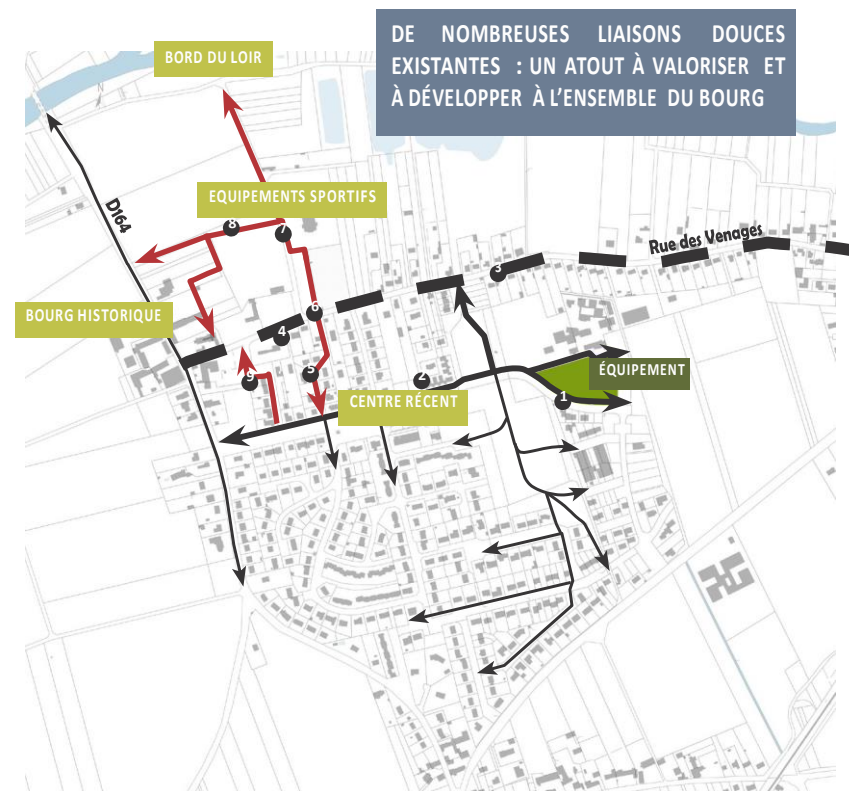 DE NOMBREUSES LIAISONS DOUCES
EXISTANTES : UN ATOUT À VALORISER ET
À DÉVELOPPER À L'ENSEMBLE DU BOURG
BORD DU LOIR
D164
EQUIPEMENTS SPORTIFS
8
7
Rue des Venages
3
BOURG HISTORIQUE
6
4
5
9
2
ÉQUIPEMENT
1
CENTRE RÉCENT